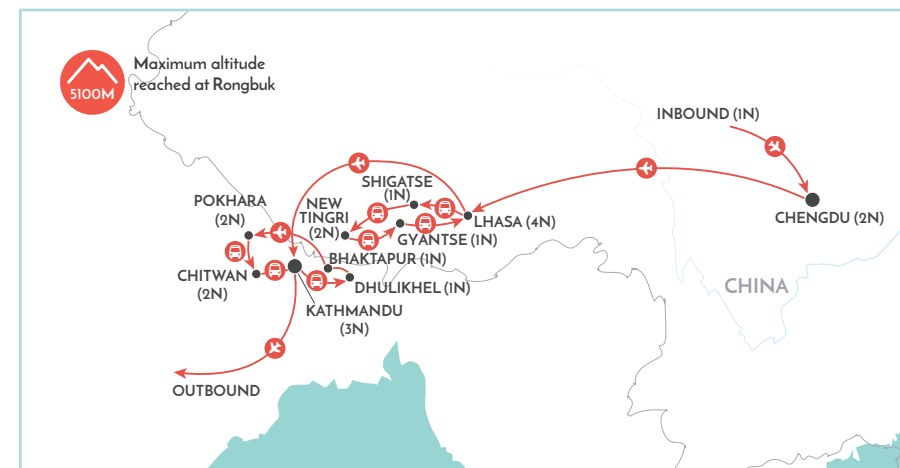 Maximum altitude
reached at Rongbuk
5100M
INBOUND (1N)
CHENGDU (2N)
CHINA
LHASA (4N)
SHIGATSE
(1N)
NEW
TINGRI
(2N)
GYANTSE (1N)
POKHARA
(2N)
BHAKTAPUR (1N)
CHITWAN
(2N)
DHULIKHEL (1N)
KATHMANDU
(3N)
OUTBOUND